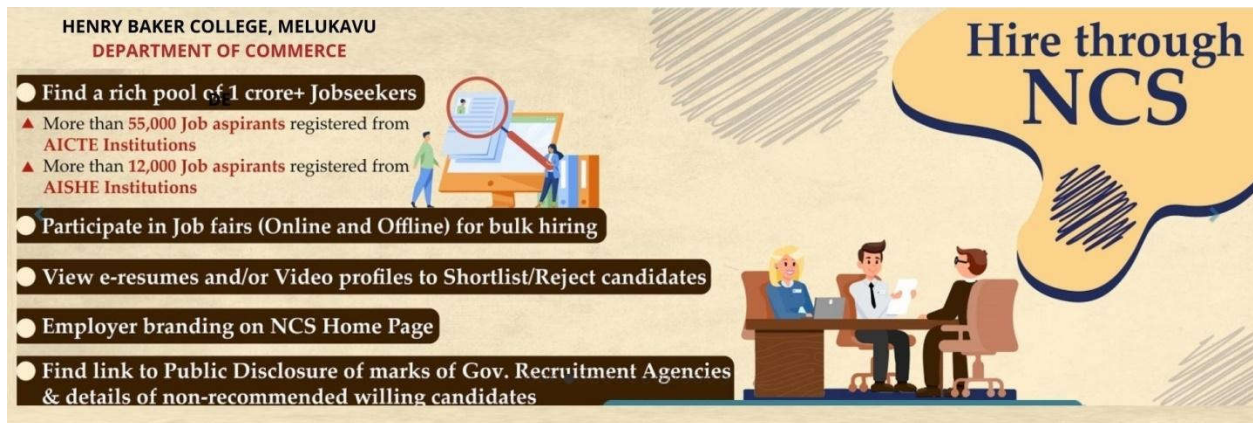 HENRY BAKER COLLEGE, MELUKAVU
DEPARTMENT OF COMMERCE
Hire through
NCS
Find a rich pool of 1 crore+ Jobseekers
DE
More than 55,000 Job aspirants registered from
AICTE Institutions
More than 12,000 Job aspirants registered from
AISHE Institutions
Participate in Job fairs (Online and Offline) for bulk hiring
View e-resumes and/or Video profiles to Shortlist/Reject candidates
Employer branding on NCS Home Page
Find link to Public Disclosure of marks of Gov. Recruitment Agencies
& details of non-recommended willing candidates